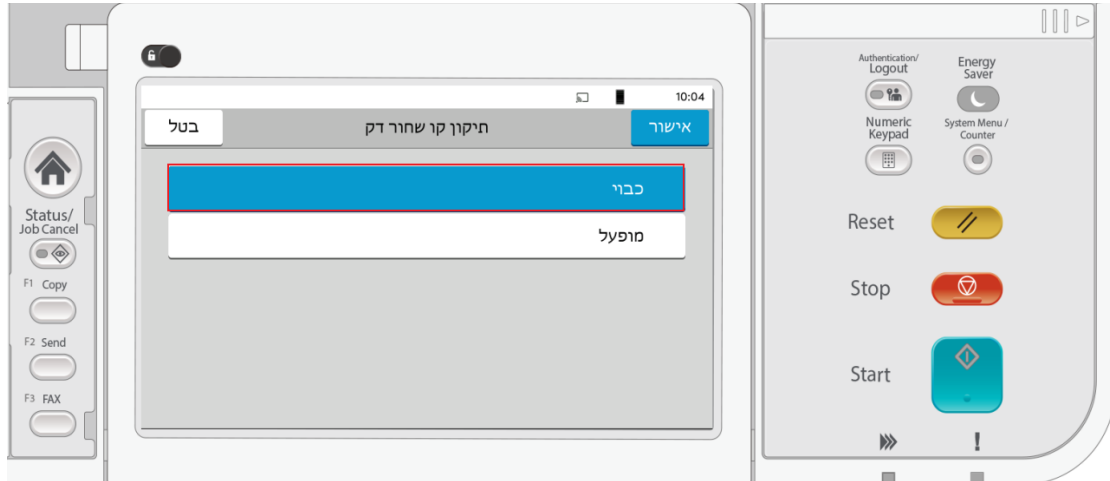 10:04
בטל
תיקון קו שחור דק
אישור
כבוי
מופעל
Status/
Job Cancel
F1 Copy
F2 Send
F3 FAX
Authentication/
Logout
Energy
Saver
Numeric
Keypad
System Menu /
Counter
Reset
Stop
Start